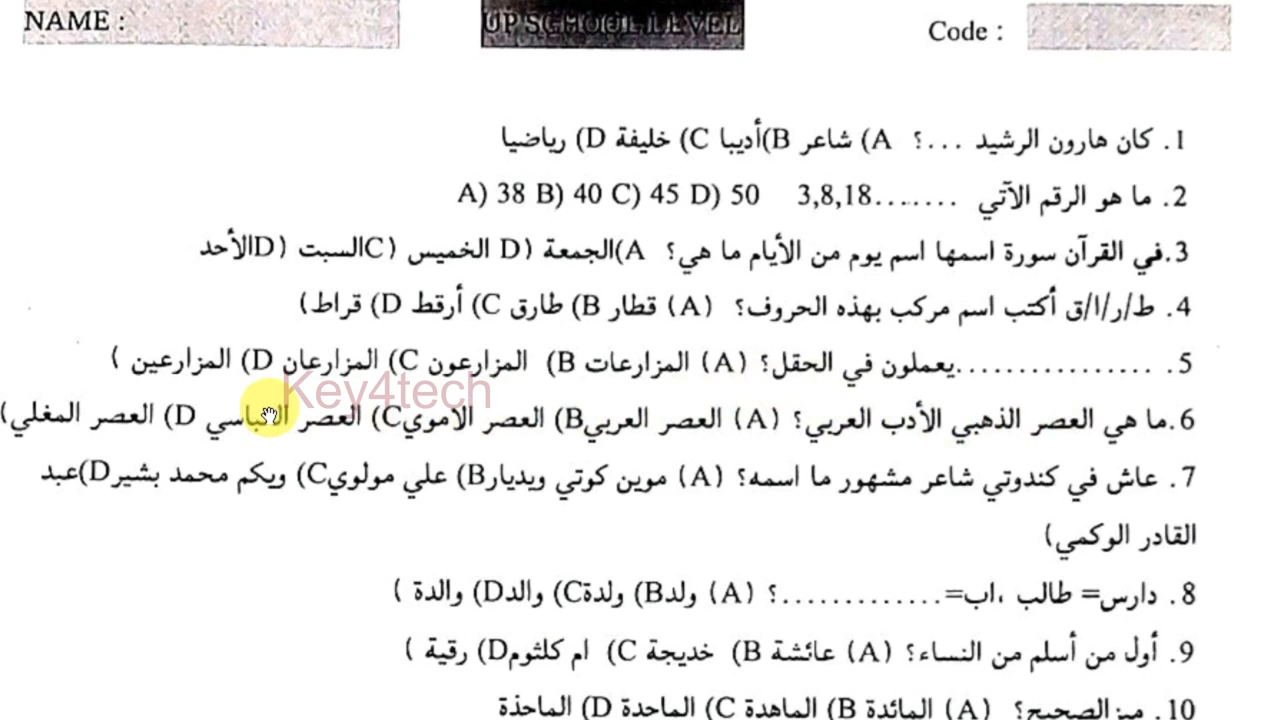 NAME : UP SCHOOL LEVEL Code :
1. كان هارون الرشيد ...؟ A) شاعر B)أديبا C) خليفة D) رياضيا
2. ما هو الرقم الآتي .......3,8,18 A) 38 B) 40 C) 45 D) 50
3.في القرآن سورة اسمها اسم يوم من الأيام ما هي؟ A)الجمعة (D الخميس (Cالسبت (Dالأحد
4. ط/ر/ا/ق أكتب اسم مركب بهذه الحروف؟ (A) قطار B) طارق C) أرقط D) قراط)
5. ................يعملون في الحقل؟ (A) المزارعات B) المزارعون C) المزارعان D) المزارعين )
Key4tech
6.ما هي العصر الذهبي الأدب العربي؟ (A) العصر العربيB) العصر الامويC) العصر العباسي D) العصر المغلي)
7. عاش في كندوتي شاعر مشهور ما اسمه؟ (A) موين كوتي ويديارB) علي مولويC) ويكم محمد بشيرD)عبد
القادر الوكمي)
8. دارس= طالب ،اب=.............؟ (A) ولدB) ولدةC) والدD) والدة )
9. أول من أسلم من النساء؟ (A) عائشة B) خديجة C) ام كلثومD) رقية )
10. ميز الصحيح؟ (A) المائدة B) الماهدة C) الماحدة D) الماحذة